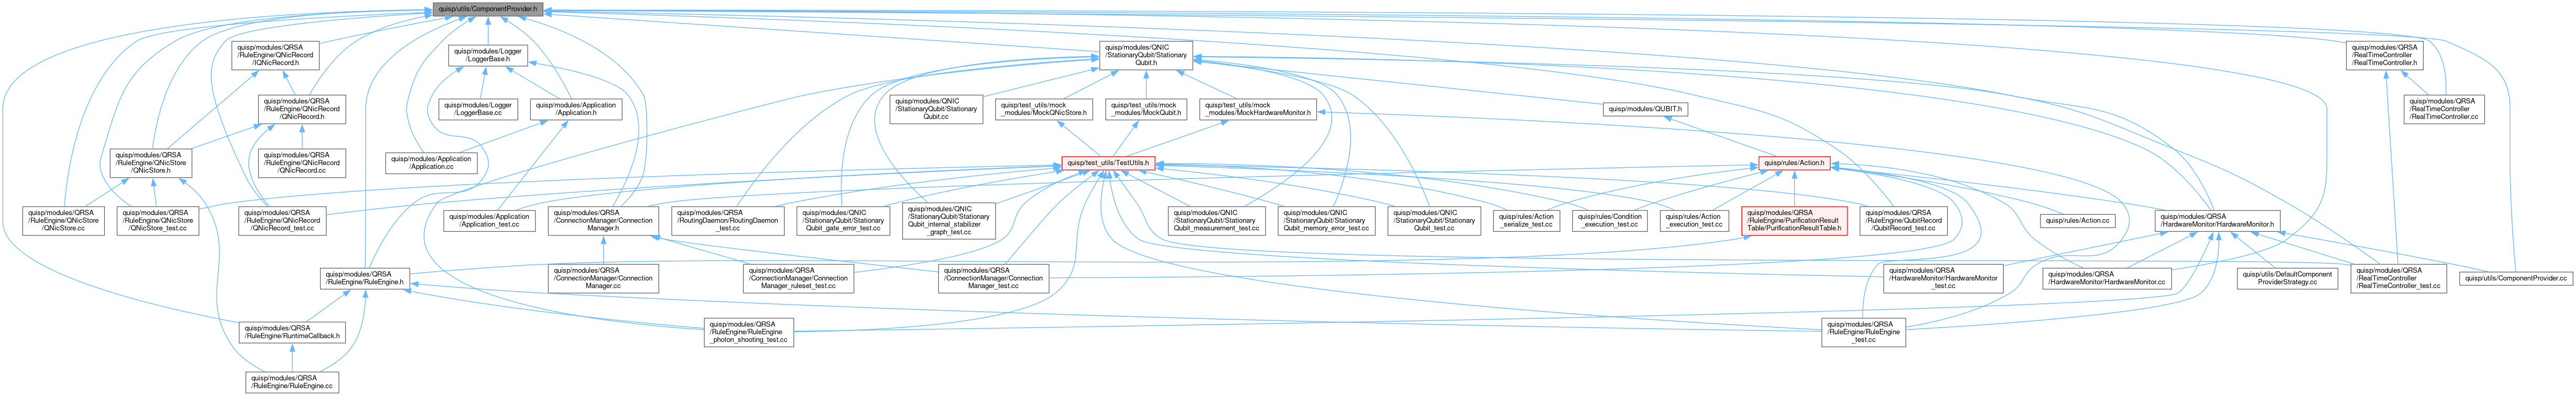 quisp/utils/ComponentProvider.h
quisp/modules/QRSA
/RuleEngine/QNicRecord
/IQNicRecord.h
quisp/modules/Logger
/LoggerBase.h
quisp/modules/QNIC
/StationaryQubit/Stationary
Qubit.h
quisp/modules/QRSA
/RealTimeController
/RealTimeController.h
quisp/modules/QRSA
/RuleEngine/QNicRecord
/QNicRecord.h
quisp/modules/Logger
/LoggerBase.cc
quisp/modules/Application
/Application.h
quisp/modules/QNIC
/StationaryQubit/Stationary
Qubit.cc
quisp/test_utils/mock
_modules/MockQNicStore.h
quisp/test_utils/mock
_modules/MockQubit.h
quisp/test_utils/mock
_modules/MockHardwareMonitor.h
quisp/modules/QUBIT.h
quisp/modules/QRSA
/RealTimeController
/RealTimeController.cc
quisp/modules/QRSA
/RuleEngine/QNicStore
/QNicStore.h
quisp/modules/QRSA
/RuleEngine/QNicRecord
/QNicRecord.cc
quisp/modules/Application
/Application.cc
quisp/test_utils/TestUtils.h
quisp/rules/Action.h
quisp/modules/QRSA
/RuleEngine/QNicStore
/QNicStore.cc
quisp/modules/QRSA
/RuleEngine/QNicStore
/QNicStore_test.cc
quisp/modules/QRSA
/RuleEngine/QNicRecord
/QNicRecord_test.cc
quisp/modules/Application
/Application_test.cc
quisp/modules/QRSA
/ConnectionManager/Connection
Manager.h
quisp/modules/QRSA
/RoutingDaemon/RoutingDaemon
_test.cc
quisp/modules/QNIC
/StationaryQubit/Stationary
Qubit_gate_error_test.cc
quisp/modules/QNIC
/StationaryQubit/Stationary
Qubit_internal_stabilizer
_graph_test.cc
quisp/modules/QNIC
/StationaryQubit/Stationary
Qubit_measurement_test.cc
quisp/modules/QNIC
/StationaryQubit/Stationary
Qubit_memory_error_test.cc
quisp/modules/QNIC
/StationaryQubit/Stationary
Qubit_test.cc
quisp/rules/Action
_serialize_test.cc
quisp/rules/Condition
_execution_test.cc
quisp/rules/Action
_execution_test.cc
quisp/modules/QRSA
/RuleEngine/PurificationResult
Table/PurificationResultTable.h
quisp/modules/QRSA
/RuleEngine/QubitRecord
/QubitRecord_test.cc
quisp/rules/Action.cc
quisp/modules/QRSA
/HardwareMonitor/HardwareMonitor.h
quisp/modules/QRSA
/RuleEngine/RuleEngine.h
quisp/modules/QRSA
/ConnectionManager/Connection
Manager.cc
quisp/modules/QRSA
/ConnectionManager/Connection
Manager_ruleset_test.cc
quisp/modules/QRSA
/ConnectionManager/Connection
Manager_test.cc
quisp/modules/QRSA
/HardwareMonitor/HardwareMonitor
_test.cc
quisp/modules/QRSA
/HardwareMonitor/HardwareMonitor.cc
quisp/utils/DefaultComponent
ProviderStrategy.cc
quisp/modules/QRSA
/RealTimeController
/RealTimeController_test.cc
quisp/utils/ComponentProvider.cc
quisp/modules/QRSA
/RuleEngine/RuntimeCallback.h
quisp/modules/QRSA
/RuleEngine/RuleEngine
_photon_shooting_test.cc
quisp/modules/QRSA
/RuleEngine/RuleEngine
_test.cc
quisp/modules/QRSA
/RuleEngine/RuleEngine.cc